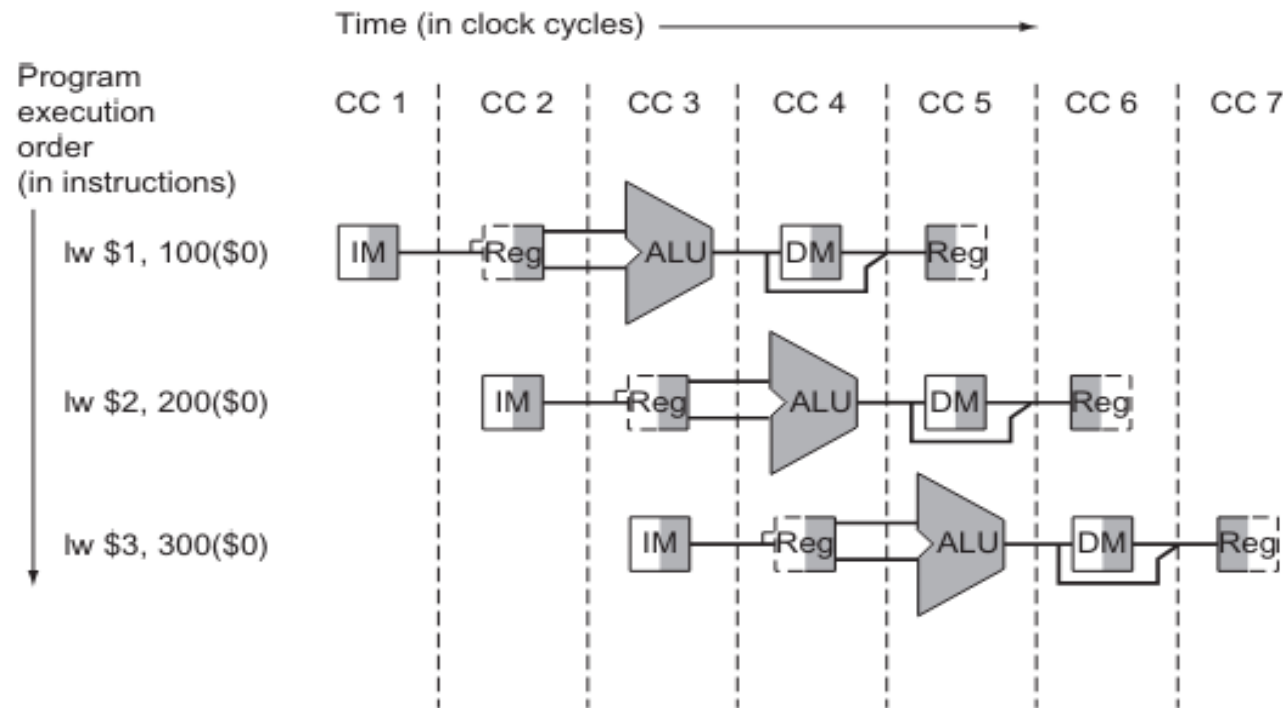 Time (in clock cycles)
Program
execution
order
(in instructions)
CC 1 CC 2 CC 3 CC 4 CC 5 CC 6 CC 7
lw $1, 100($0) IM Reg ALU DM Reg
lw $2, 200($0) IM Reg ALU DM Reg
lw $3, 300($0) IM Reg ALU DM Reg